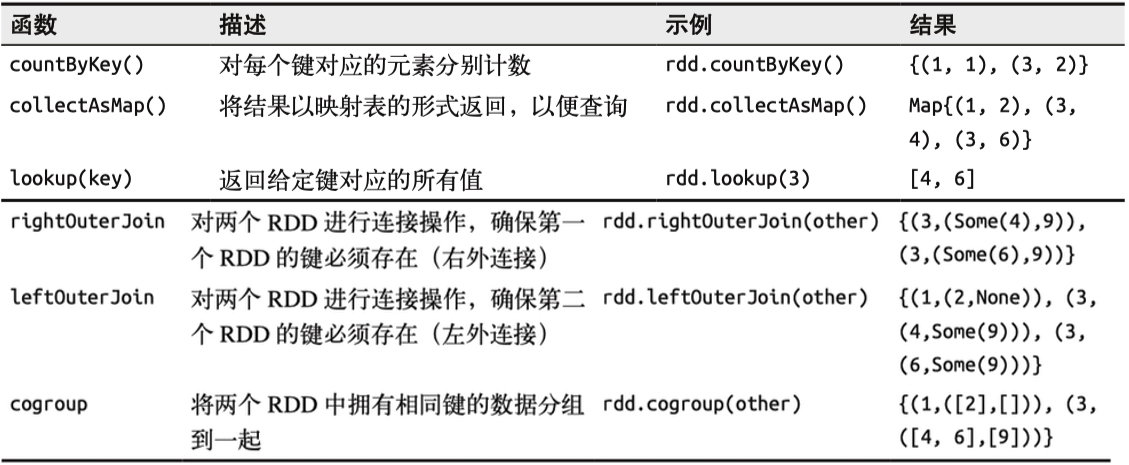 函数 描述 示例 结果
countByKey() 对每个键对应的元素分别计数 rdd.countByKey() {(1, 1), (3, 2)}
collectAsMap() 将结果以映射表的形式返回，以便查询 rdd.collectAsMap() Map{(1, 2), (3,
4), (3, 6)}
lookup(key) 返回给定键对应的所有值 rdd.lookup(3) [4, 6]
rightOuterJoin 对两个 RDD 进行连接操作，确保第一 rdd.rightOuterJoin(other) {(3,(Some(4),9)),
个 RDD 的键必须存在（右外连接） (3,(Some(6),9))}
leftOuterJoin 对两个 RDD 进行连接操作，确保第二 rdd.leftOuterJoin(other) {(1,(2,None)), (3,
个 RDD 的键必须存在（左外连接） (4,Some(9))), (3,
(6,Some(9)))}
cogroup 将两个 RDD 中拥有相同键的数据分组 rdd.cogroup(other) {(1,([2],[])), (3,
到一起 ([4, 6],[9]))}